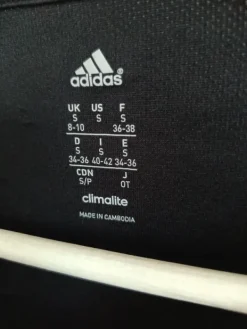 adidas®
UK US F
S S S
8-10 36-38
D I E
S S S
34-36 40-42 34-36
CDN J
S/P OT
climalite
MADE IN CAMBODIA